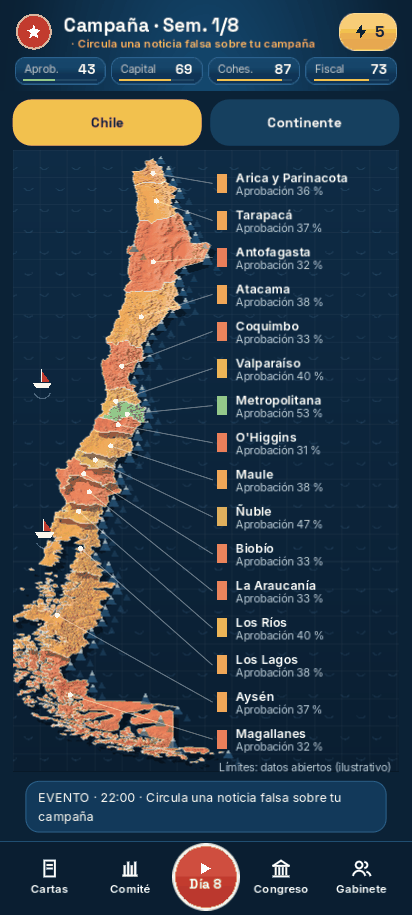 Campaña · Sem. 1/8
· Circula una noticia falsa sobre tu campaña
5
Aprob. 43
Capital 69
Cohes. 87
Fiscal 73
Chile
Continente
Arica y Parinacota
Aprobación 36 %
Tarapacá
Aprobación 37 %
Antofagasta
Aprobación 32 %
Atacama
Aprobación 38 %
Coquimbo
Aprobación 33 %
Valparaíso
Aprobación 40 %
Metropolitana
Aprobación 53 %
O'Higgins
Aprobación 31 %
Maule
Aprobación 38 %
Ñuble
Aprobación 47 %
Biobío
Aprobación 33 %
La Araucanía
Aprobación 33 %
Los Ríos
Aprobación 40 %
Los Lagos
Aprobación 38 %
Aysén
Aprobación 37 %
Magallanes
Aprobación 32 %
Límites: datos abiertos (ilustrativo)
EVENTO · 22:00 · Circula una noticia falsa sobre tu
campaña
Cartas
Comité
Día 8
Congreso
Gabinete